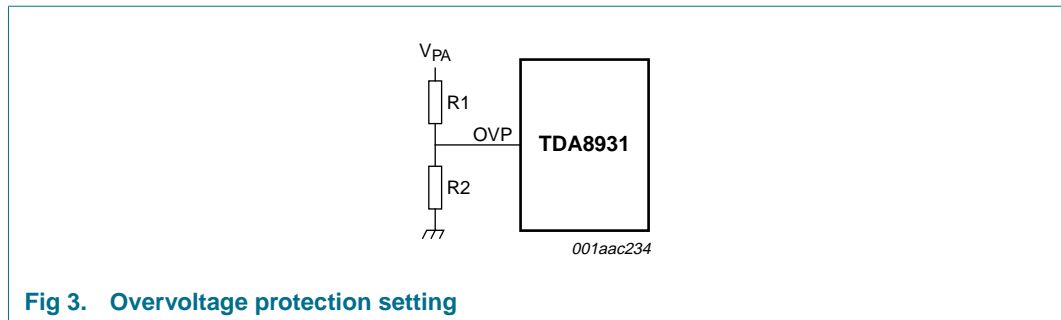 VPA
R1
OVP
TDA8931
R2
001aac234
Fig 3. Overvoltage protection setting